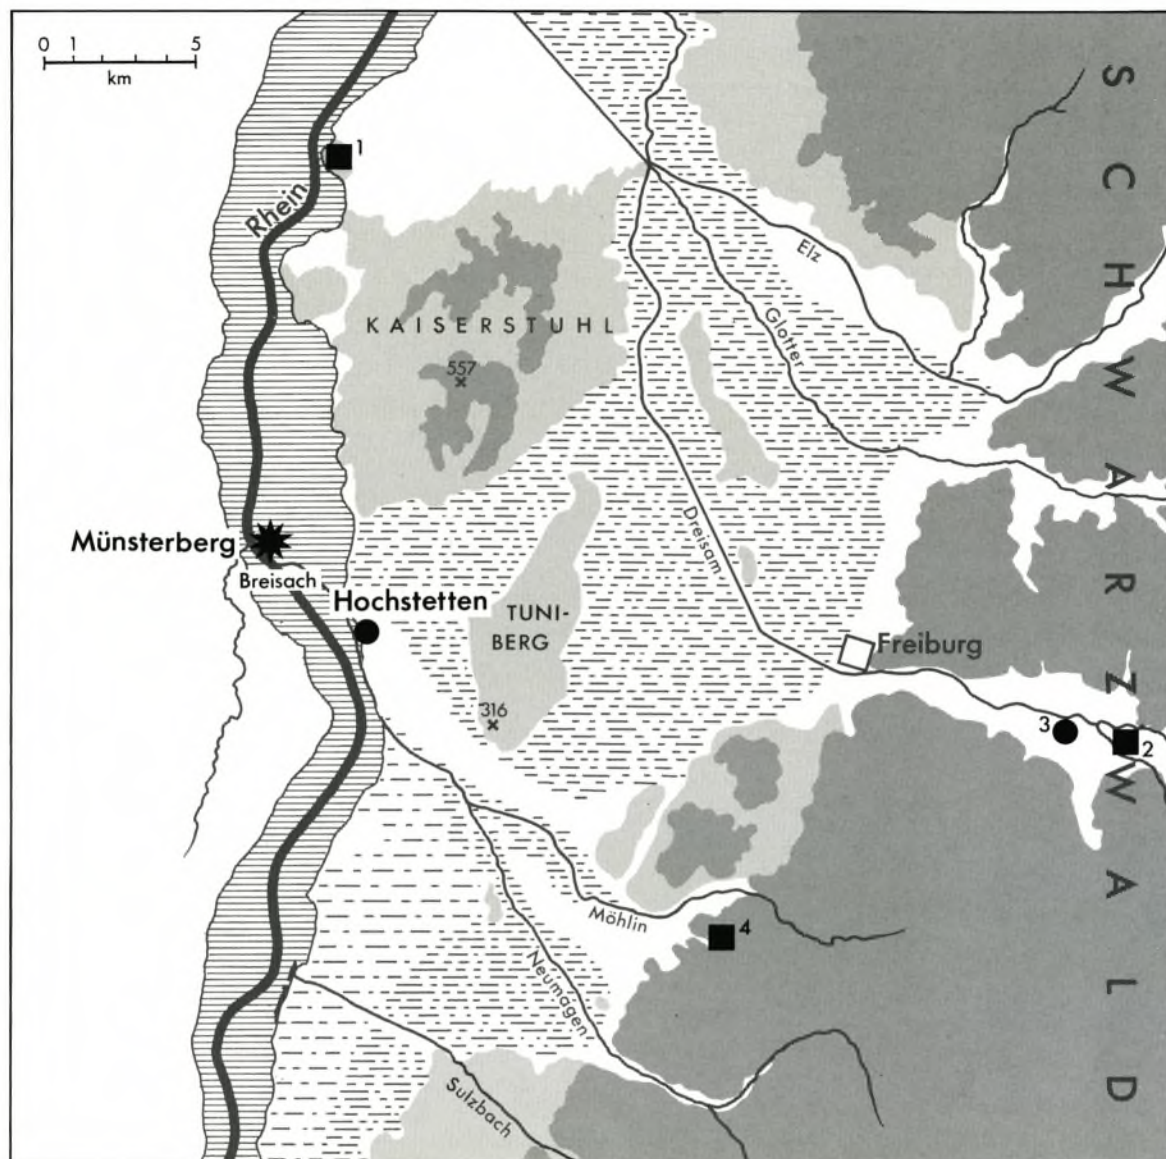 0 1 5
km
1
Rhein
Elz
Glotter
KAISERSTUHL
557
Münsterberg
Breisach
Hochstetten
Dreisam
TUNI-
BERG
316
Freiburg
3
2
Möhlin
4
Neumagen
Sulzbach
SCHWARZWALD